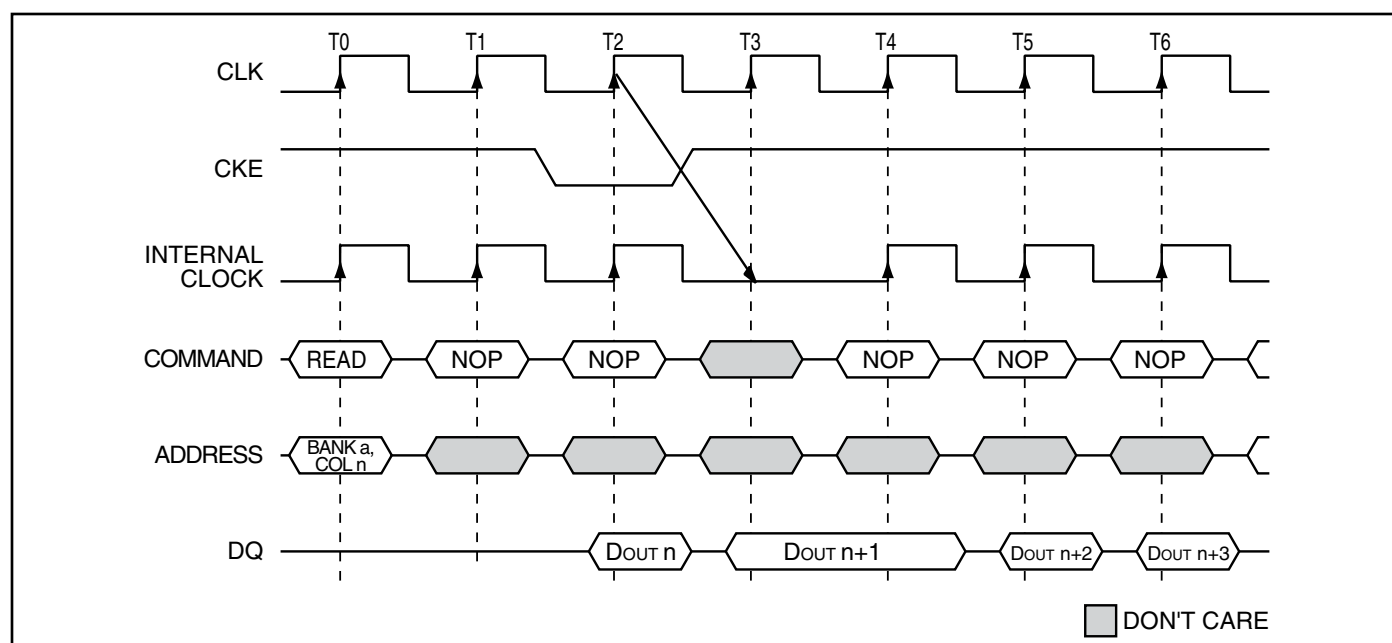 T0 T1 T2 T3 T4 T5 T6
CLK
CKE
INTERNAL
CLOCK
COMMAND READ NOP NOP NOP NOP NOP
ADDRESS BANK a,
COL n
DQ DOUT n DOUT n+1 DOUT n+2 DOUT n+3
DON'T CARE